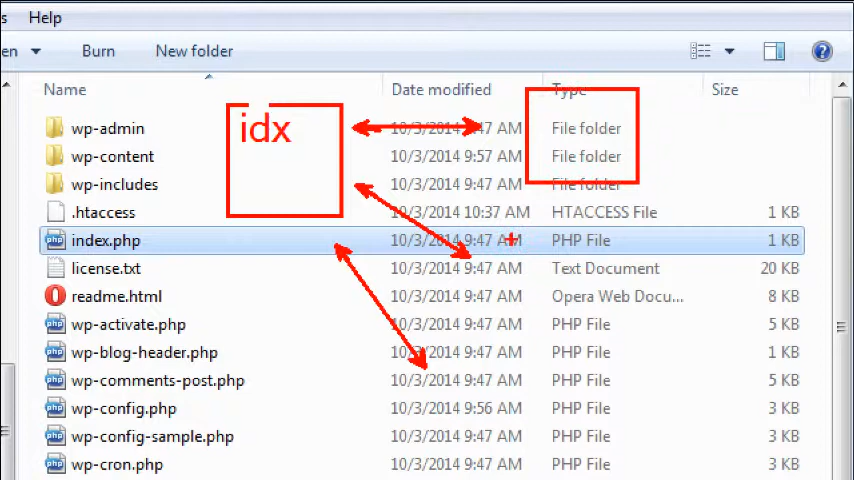 s Help
en Burn New folder
Name Date modified Type Size
idx
wp-admin 10/3/2014 9:47 AM File folder
wp-content 10/3/2014 9:57 AM File folder
wp-includes 10/3/2014 9:47 AM File folder
.htaccess 10/3/2014 10:37 AM HTACCESS File 1 KB
index.php 10/3/2014 9:47 AM PHP File 1 KB
license.txt 10/3/2014 9:47 AM Text Document 20 KB
readme.html 10/3/2014 9:47 AM Opera Web Docu... 8 KB
wp-activate.php 10/3/2014 9:47 AM PHP File 5 KB
wp-blog-header.php 10/3/2014 9:47 AM PHP File 1 KB
wp-comments-post.php 10/3/2014 9:47 AM PHP File 5 KB
wp-config.php 10/3/2014 9:56 AM PHP File 3 KB
wp-config-sample.php 10/3/2014 9:47 AM PHP File 3 KB
wp-cron.php 10/3/2014 9:47 AM PHP File 3 KB